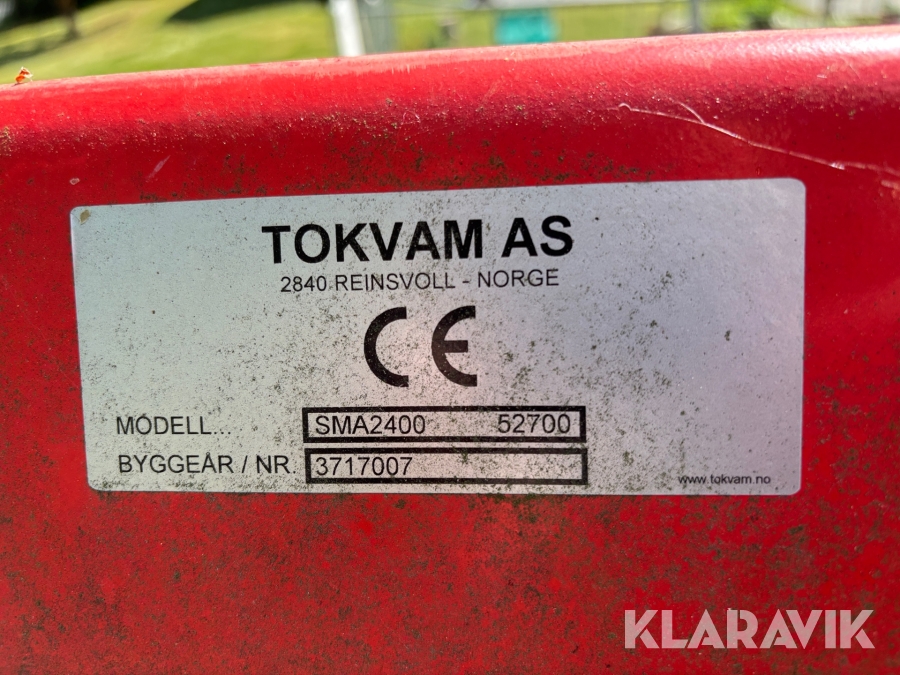 TOKVAM AS
2840 REINSVOLL - NORGE
CE
MODELL... SMA2400 52700
BYGGEÅR / NR. 3717007
www.tokvam.no
KLARAVIK